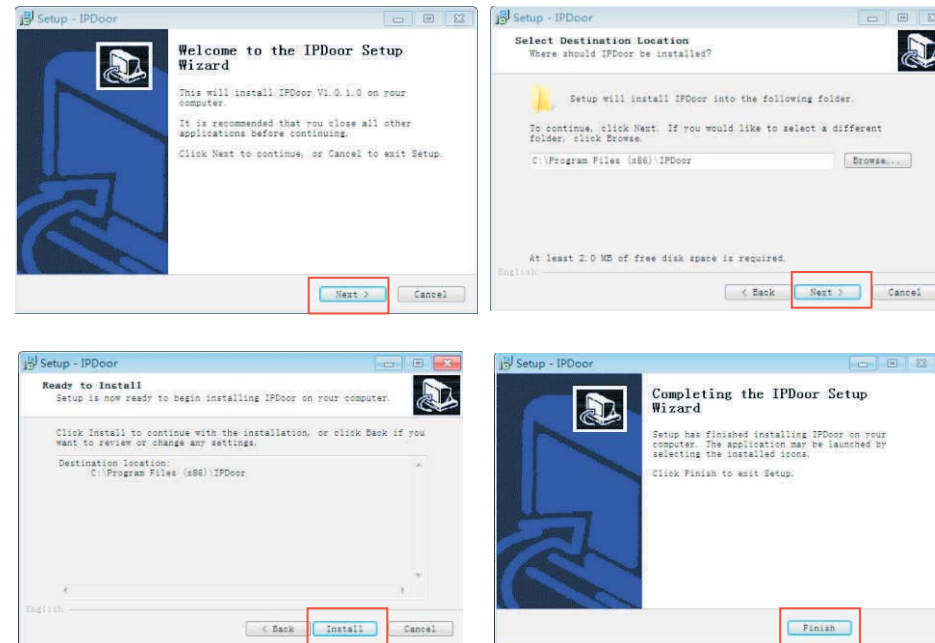 Setup - IPDoor
Welcome to the IPDoor Setup
Wizard
This will install IPDoor V1.0.1.0 on your
computer.
It is recommended that you close all other
applications before continuing.
Click Next to continue, or Cancel to exit Setup.
Next >
Cancel
Setup - IPDoor
Select Destination Location
Where should IPDoor be installed?
Setup will install IPDoor into the following folder.
To continue, click Next. If you would like to select a different
folder, click Browse.
C:\Program Files (x86)\IPDoor
Browse...
At least 2.0 MB of free disk space is required.
English
< Back
Next >
Cancel
Setup - IPDoor
Ready to Install
Setup is now ready to begin installing IPDoor on your computer.
Click Install to continue with the installation, or click Back if you
want to review or change any settings.
Destination location:
C:\Program Files (x86)\IPDoor
English
< Back
Install
Cancel
Setup - IPDoor
Completing the IPDoor Setup
Wizard
Setup has finished installing IPDoor on your
computer. The application may be launched by
selecting the installed icons.
Click Finish to exit Setup.
Finish